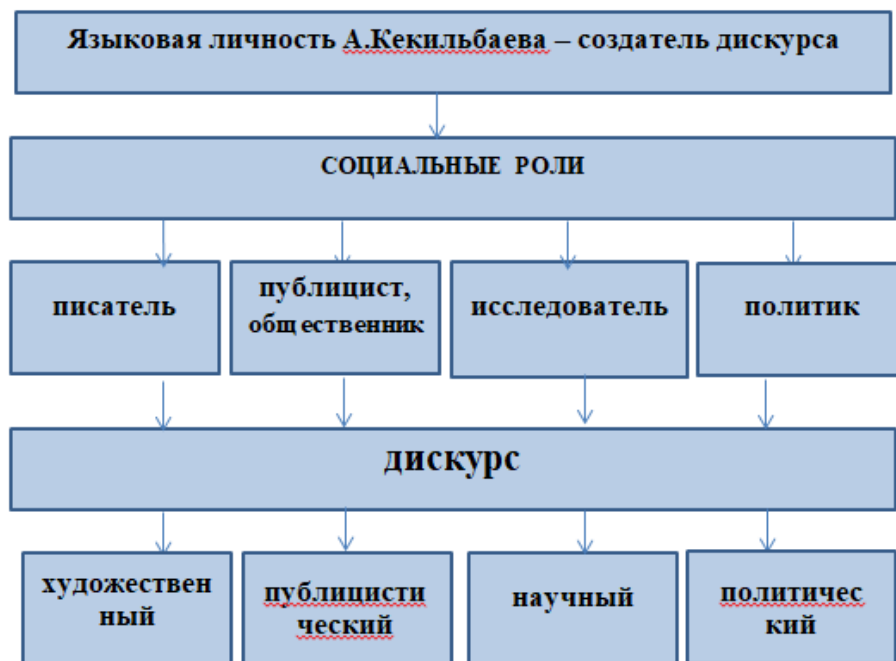 Языковая личность А.Кекильбаева – создатель дискурса
СОЦИАЛЬНЫЕ РОЛИ
писатель
публицист,
общественник
исследователь
политик
дискурс
художествен
ный
публицисти
ческий
научный
политичес
кий